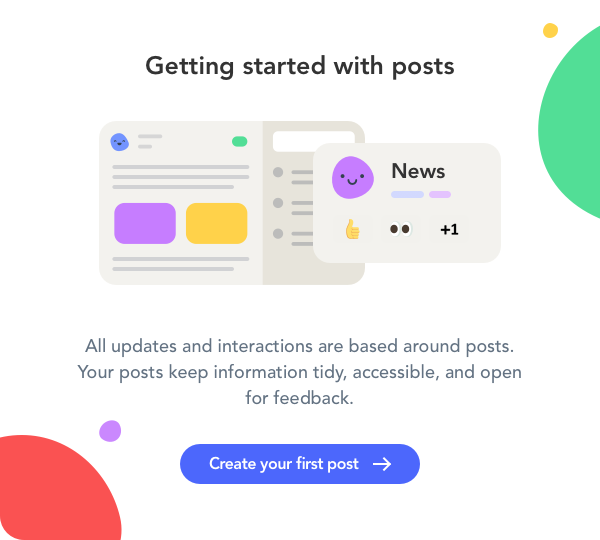 Getting started with posts
News
+1
All updates and interactions are based around posts.
Your posts keep information tidy, accessible, and open
for feedback.
Create your first post